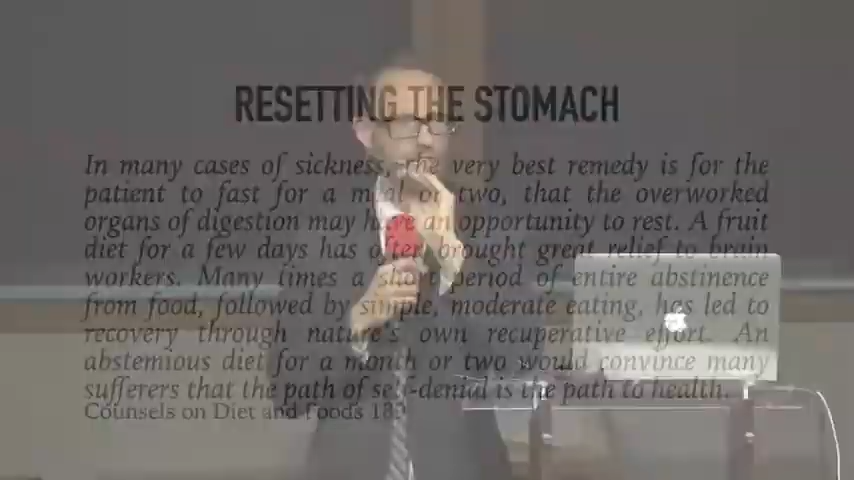 RESETTING THE STOMACH
In many cases of sickness, the very best remedy is for the
patient to fast for a meal or two, that the overworked
organs of digestion may have an opportunity to rest. A fruit
diet for a few days has often brought great relief to brain
workers. Many times a short period of entire abstinence
from food, followed by simple, moderate eating, has led to
recovery through nature's own recuperative effort. An
abstemious diet for a month or two would convince many
sufferers that the path of self-denial is the path to health.
Counsels on Diet and Foods